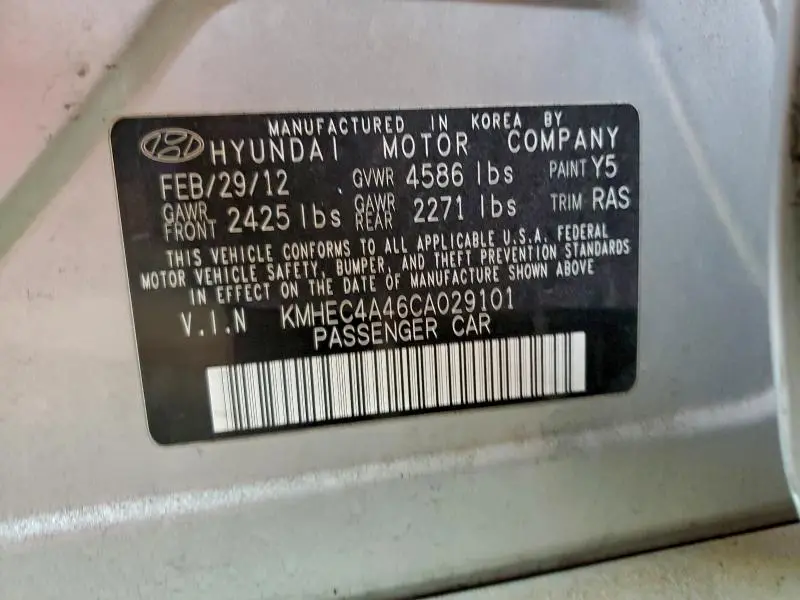 MANUFACTURED IN KOREA BY
HYUNDAI MOTOR COMPANY
FEB/29/12 GVWR 4586 lbs PAINT Y5
GAWR FRONT 2425 lbs GAWR REAR 2271 lbs TRIM RAS
THIS VEHICLE CONFORMS TO ALL APPLICABLE U.S.A. FEDERAL
MOTOR VEHICLE SAFETY, BUMPER, AND THEFT PREVENTION STANDARDS
IN EFFECT ON THE DATE OF MANUFACTURE SHOWN ABOVE
V.I.N KMHEC4A46CA029101
PASSENGER CAR